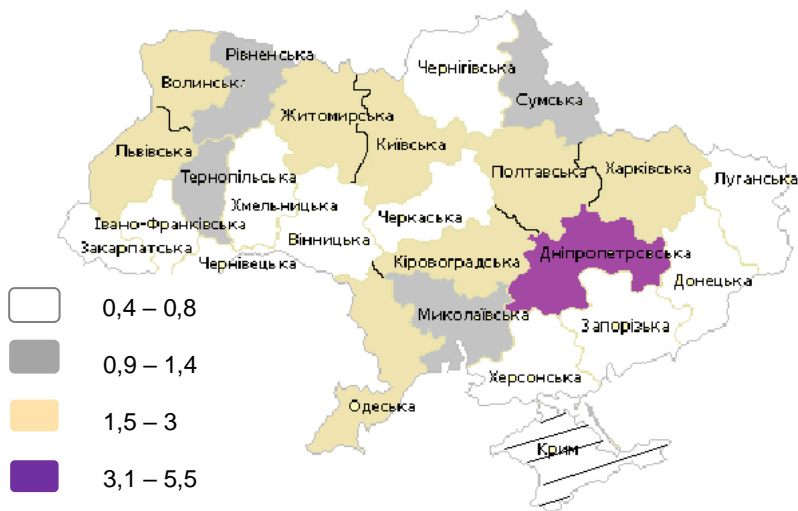 Рівненська
Чернігівська
Волинська
Сумська
Житомирська
Київська
Львівська
Полтавська
Харківська
Тернопільська
Луганська
Хмельницька
Івано-Франківська
Черкаська
Закарпатська
Вінницька
Чернівецька
Кіровоградська
Дніпропетровська
Донецька
Миколаївська
Запорізька
Херсонська
Одеська
Крим
0,4 – 0,8
0,9 – 1,4
1,5 – 3
3,1 – 5,5